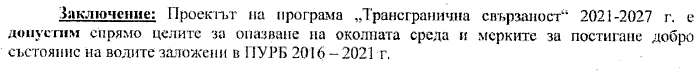 Заключение: Проектът на програма „Трансгранична свързаност“ 2021-2027 г. е
допустим спрямо целите за опазване на околната среда и мерките за постигане добро
състояние на водите заложени в ПУРБ 2016 – 2021 г.